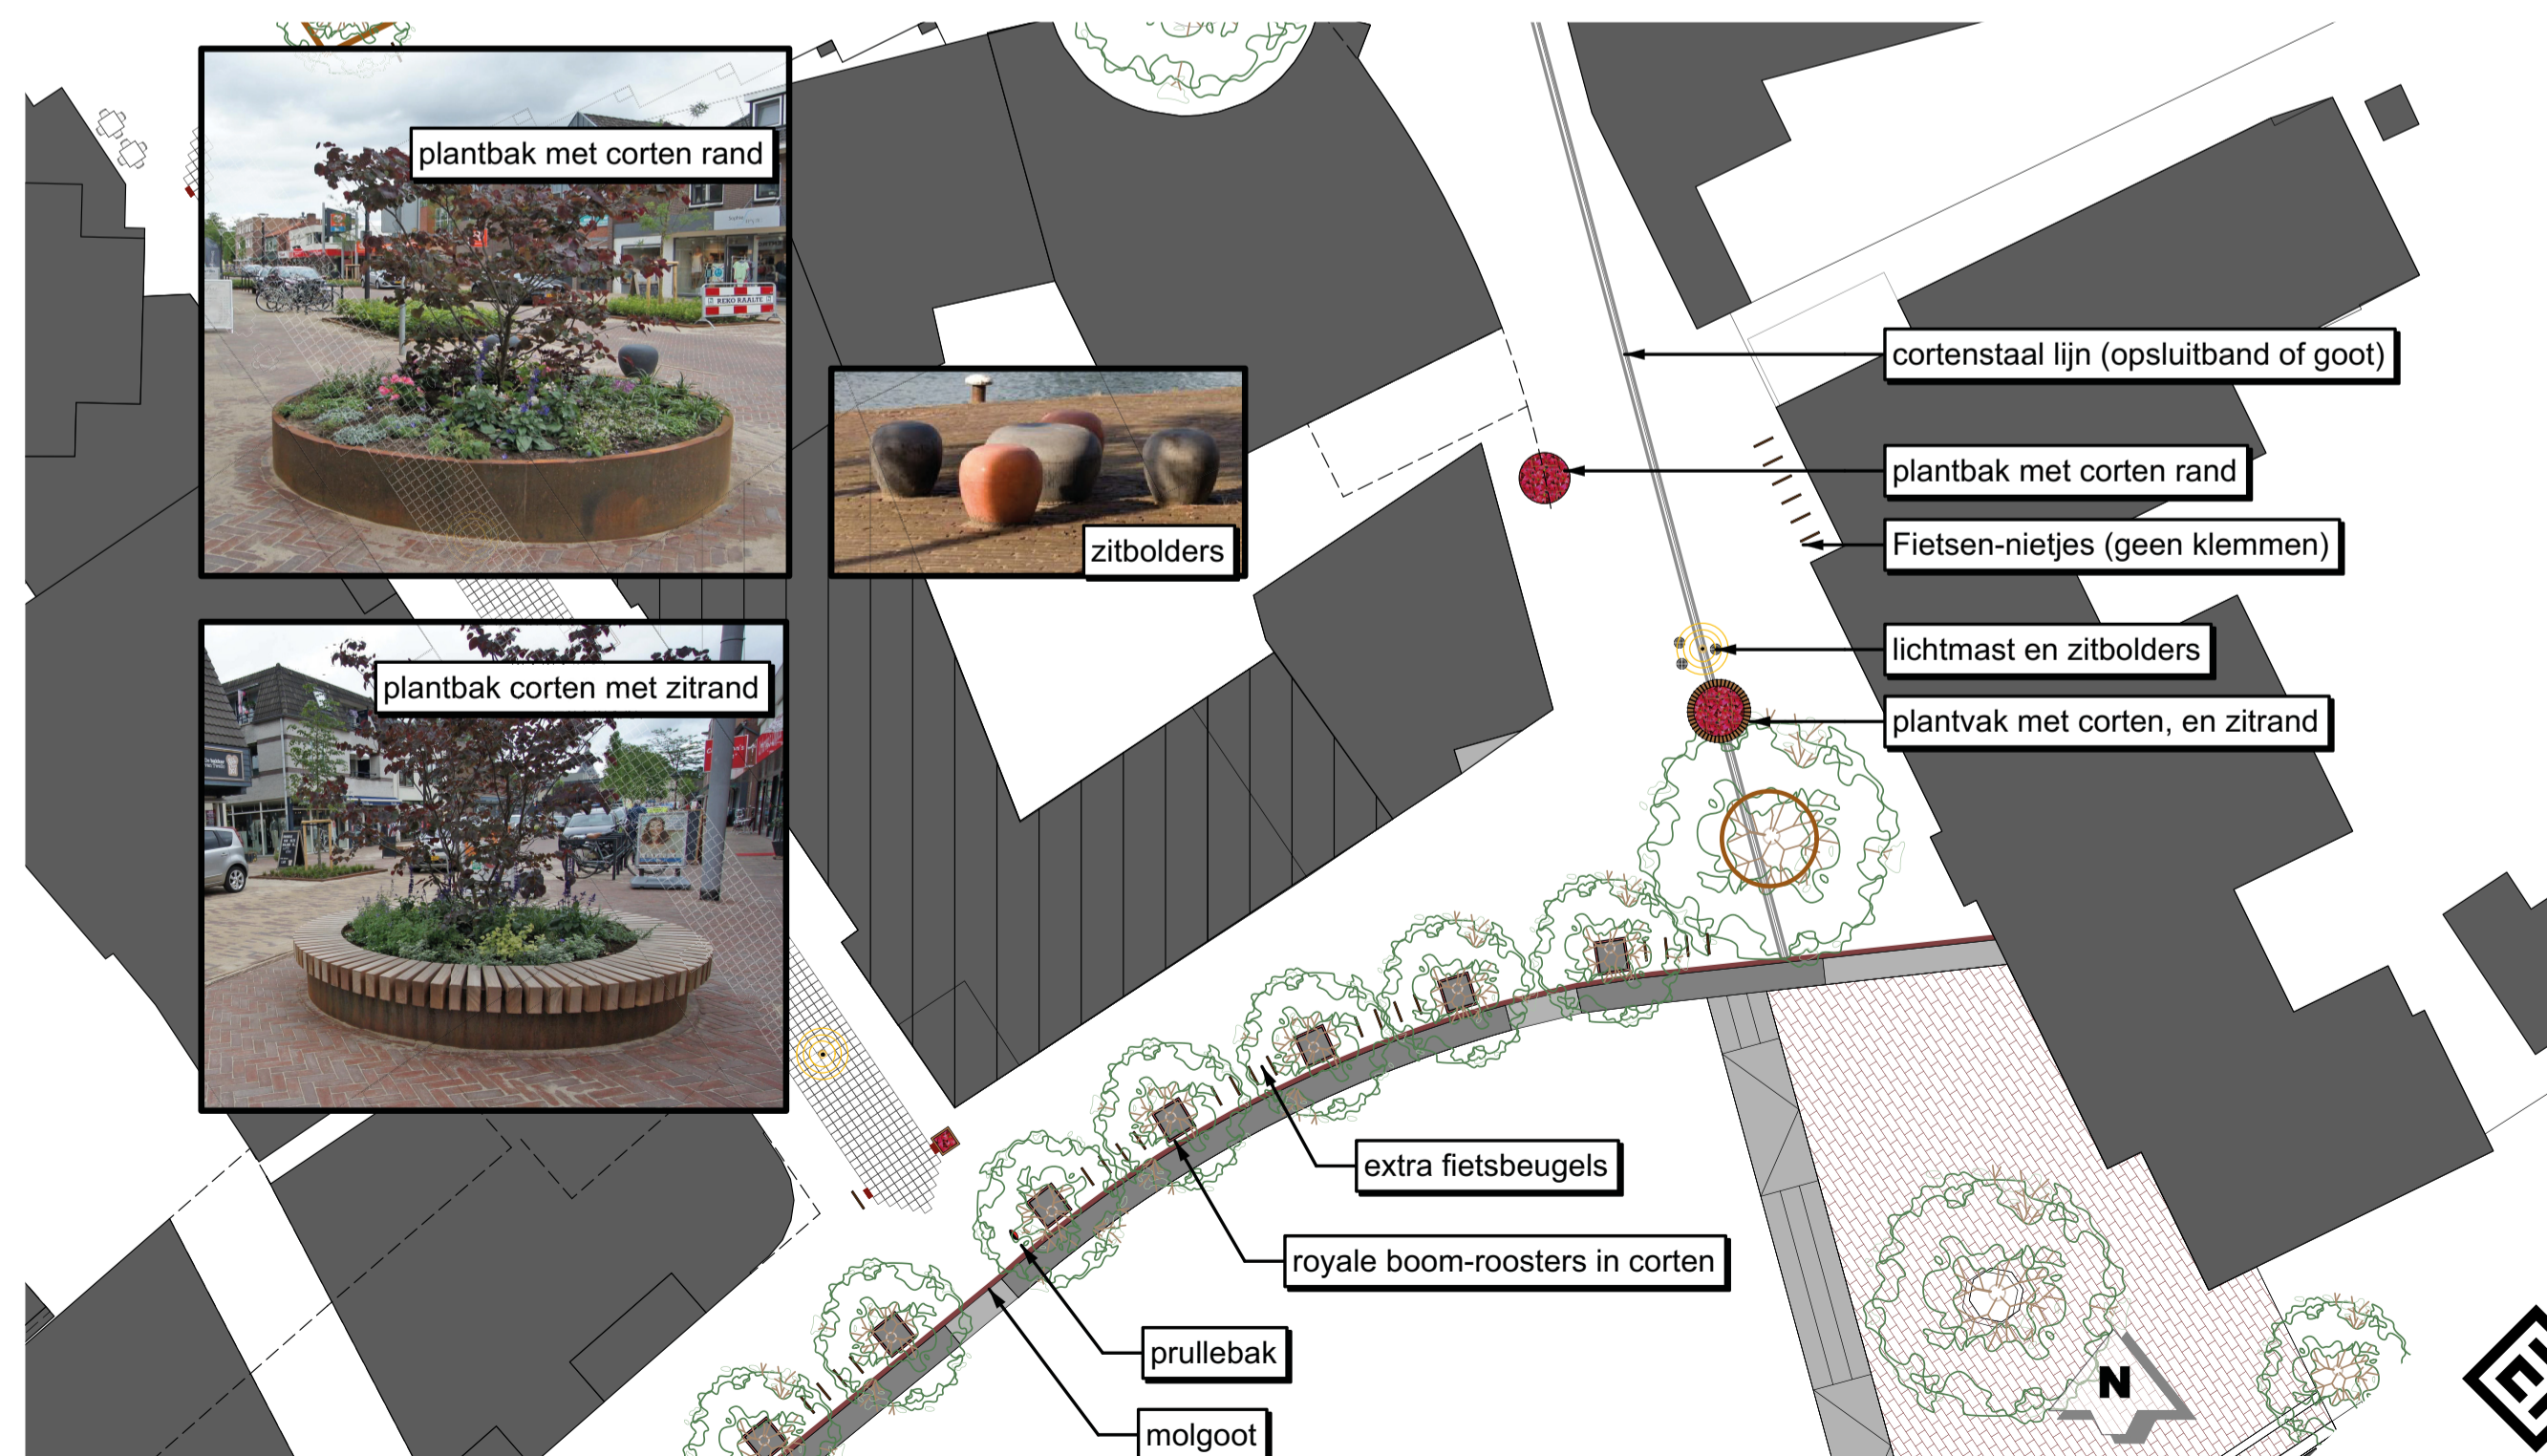 plantbak met corten rand
REKO RAALTE
zitbolders
plantbak corten met zitrand
cortenstaal lijn (opsluitband of goot)
plantbak met corten rand
Fietsen-nietjes (geen klemmen)
lichtmast en zitbolders
plantvak met corten, en zitrand
extra fietsbeugels
royale boom-roosters in corten
prullebak
molgoot
N